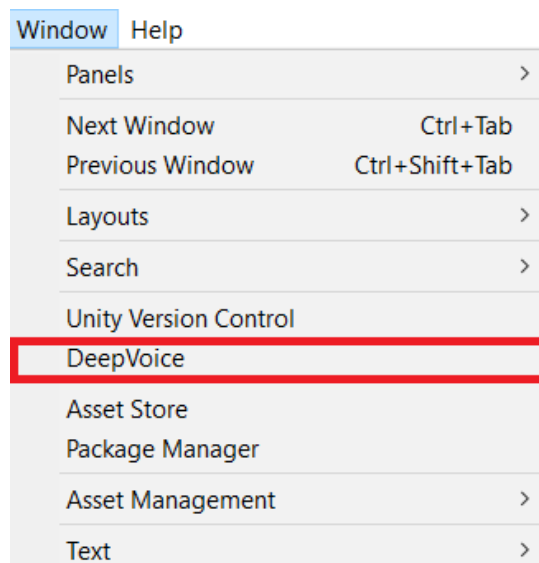 Window Help
Panels
Next Window Ctrl+Tab
Previous Window Ctrl+Shift+Tab
Layouts
Search
Unity Version Control
DeepVoice
Asset Store
Package Manager
Asset Management
Text